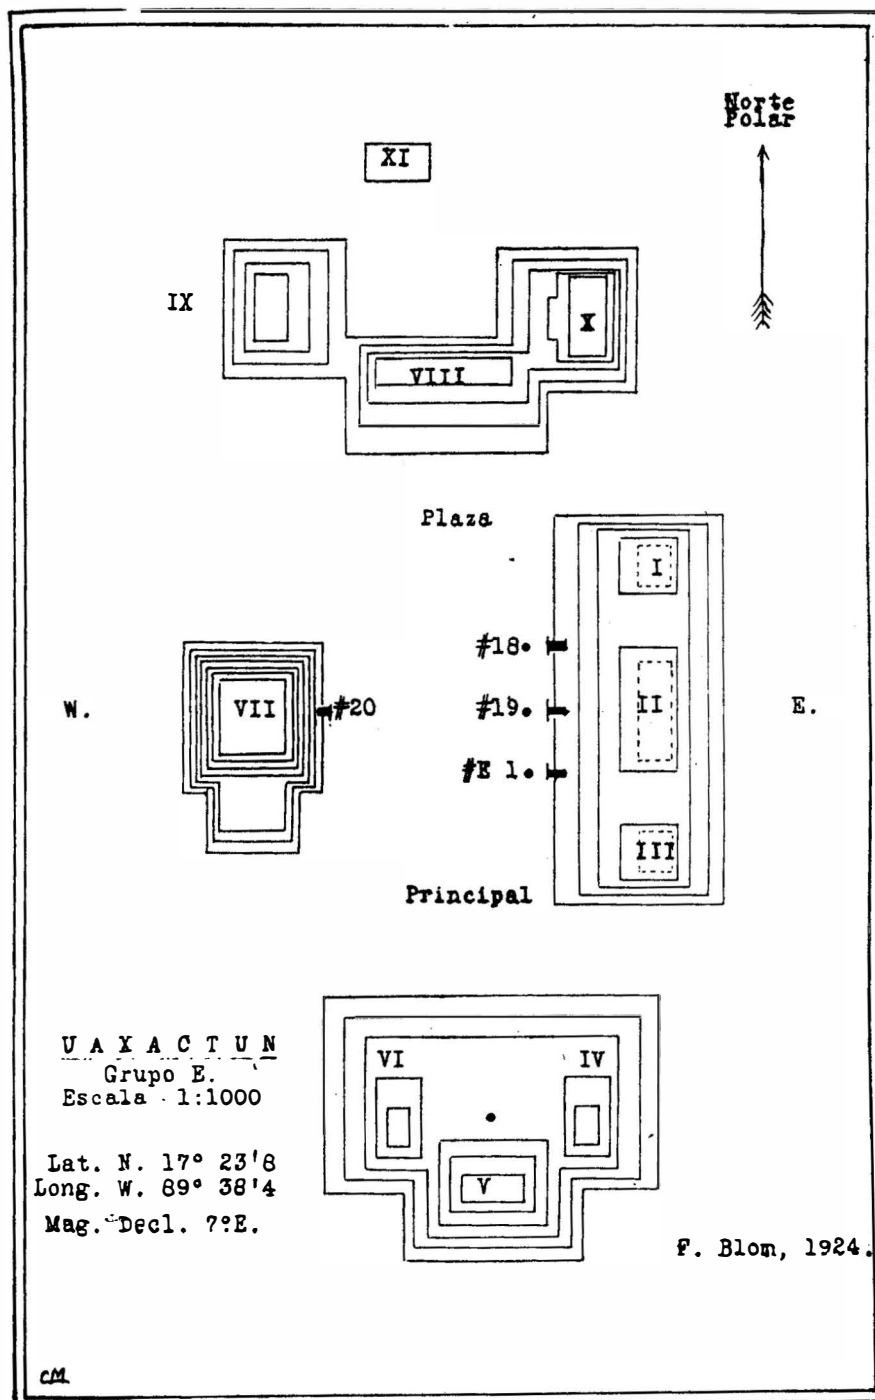 Norte
Polar
XI
IX
X
VIII
Plaza
I
#18
W.
VII
#20
#19
II
E.
#E 1
III
Principal
U A X A C T U N
Grupo E.
Escala 1:1000
VI
IV
Lat. N. 17° 23'8
Long. W. 89° 38'4
V
Mag. Decl. 7°E.
F. Blom, 1924.
CM